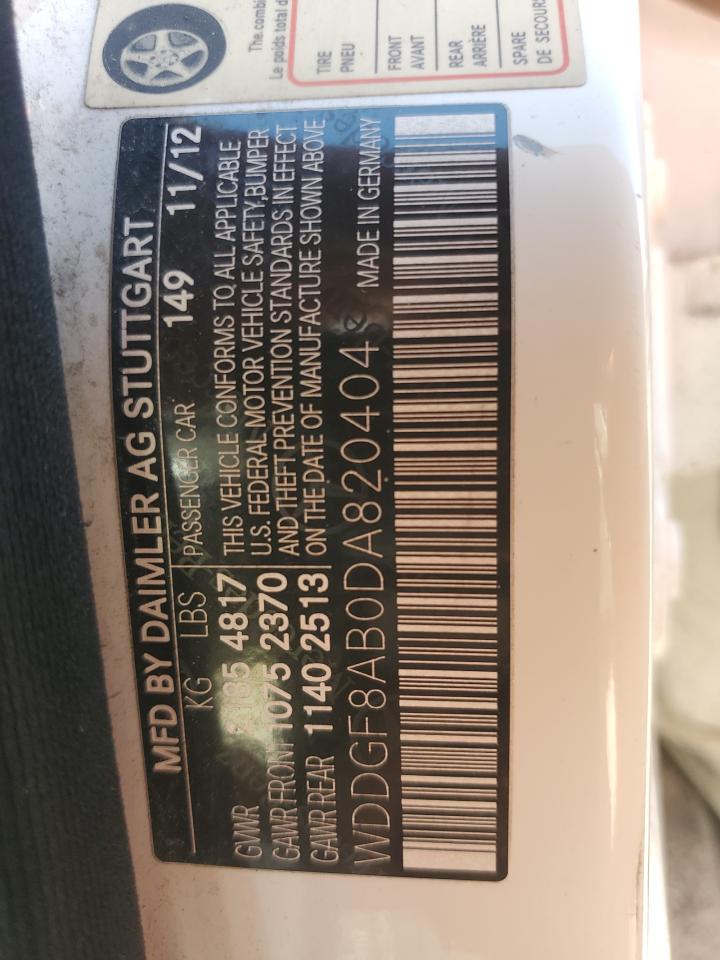 The combi
Le poids total d
TIRE
PNEU
FRONT
AVANT
REAR
ARRIÈRE
SPARE
DE SECOUR
MFD BY DAIMLER AG STUTTGART
149 11/12
KG LBS PASSENGER CAR
GVWR 2185 4817
GAWR FRONT 1075 2370
GAWR REAR 1140 2513
THIS VEHICLE CONFORMS TO ALL APPLICABLE
U.S. FEDERAL MOTOR VEHICLE SAFETY,BUMPER
AND THEFT PREVENTION STANDARDS IN EFFECT
ON THE DATE OF MANUFACTURE SHOWN ABOVE.
WDDGF8AB0DA820404 MADE IN GERMANY